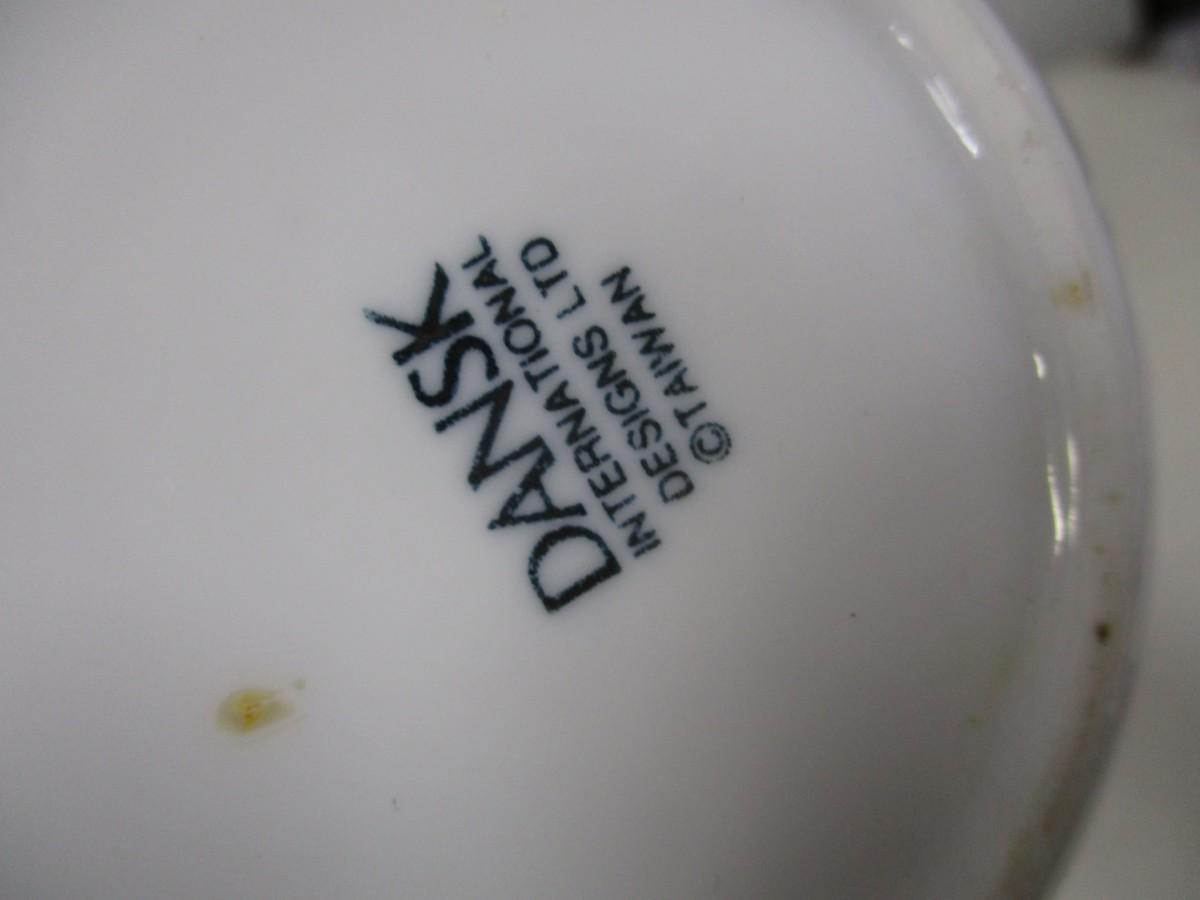 DANSK
INTERNATIONAL
DESIGNS LTD
©TAIWAN